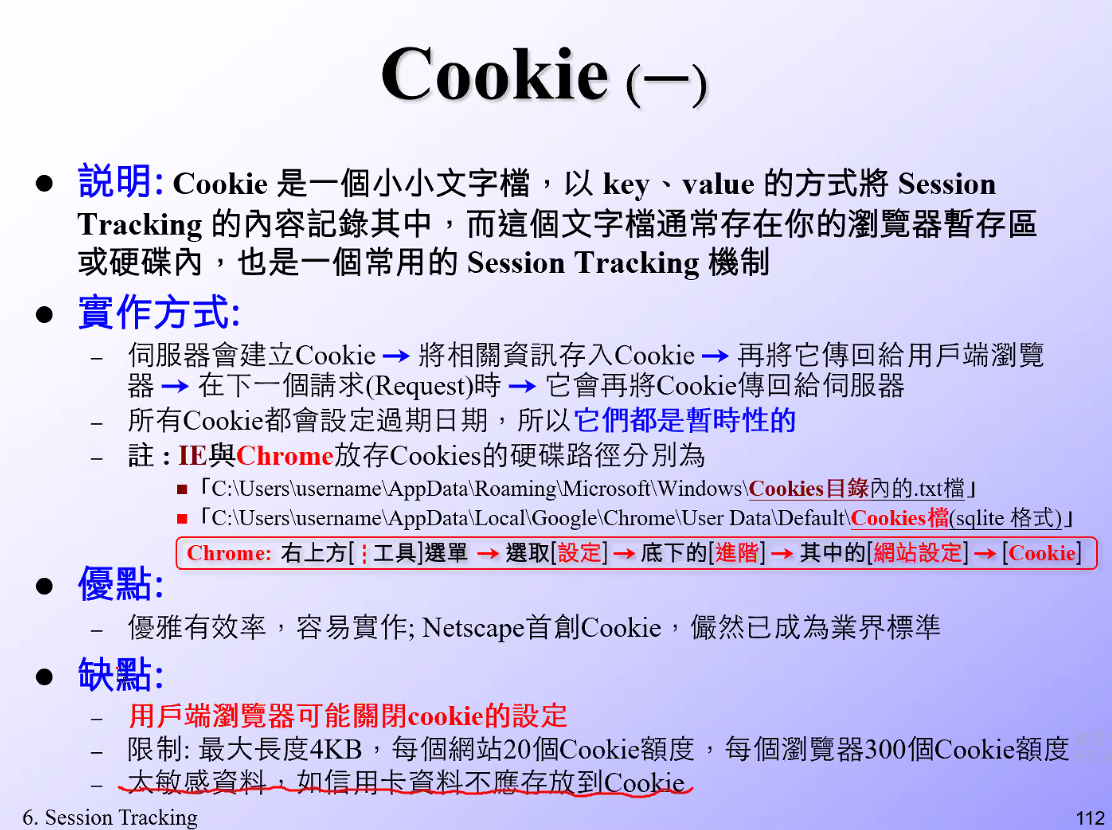 Cookie (一)
● 説明: Cookie 是一個小小文字檔，以 key、value 的方式將 Session
Tracking 的內容記錄其中，而這個文字檔通常存在你的瀏覽器暫存區
或硬碟內，也是一個常用的 Session Tracking 機制
● 實作方式:
– 伺服器會建立Cookie → 將相關資訊存入Cookie → 再將它傳回給用戶端瀏覽
器 → 在下一個請求(Request)時 → 它會再將Cookie傳回給伺服器
– 所有Cookie都會設定過期日期，所以它們都是暫時性的
– 註 : IE與Chrome放存Cookies的硬碟路徑分別為
■「C:\Users\username\AppData\Roaming\Microsoft\Windows\Cookies目錄內的.txt檔」
■「C:\Users\username\AppData\Local\Google\Chrome\User Data\Default\Cookies檔(sqlite 格式)」
Chrome: 右上方[⋮工具]選單 → 選取[設定] → 底下的[進階] → 其中的[網站設定] → [Cookie]
● 優點:
– 優雅有效率，容易實作; Netscape首創Cookie，儼然已成為業界標準
● 缺點:
– 用戶端瀏覽器可能關閉cookie的設定
– 限制: 最大長度4KB，每個網站20個Cookie額度，每個瀏覽器300個Cookie額度
– 太敏感資料，如信用卡資料不應存放到Cookie
6. Session Tracking
112